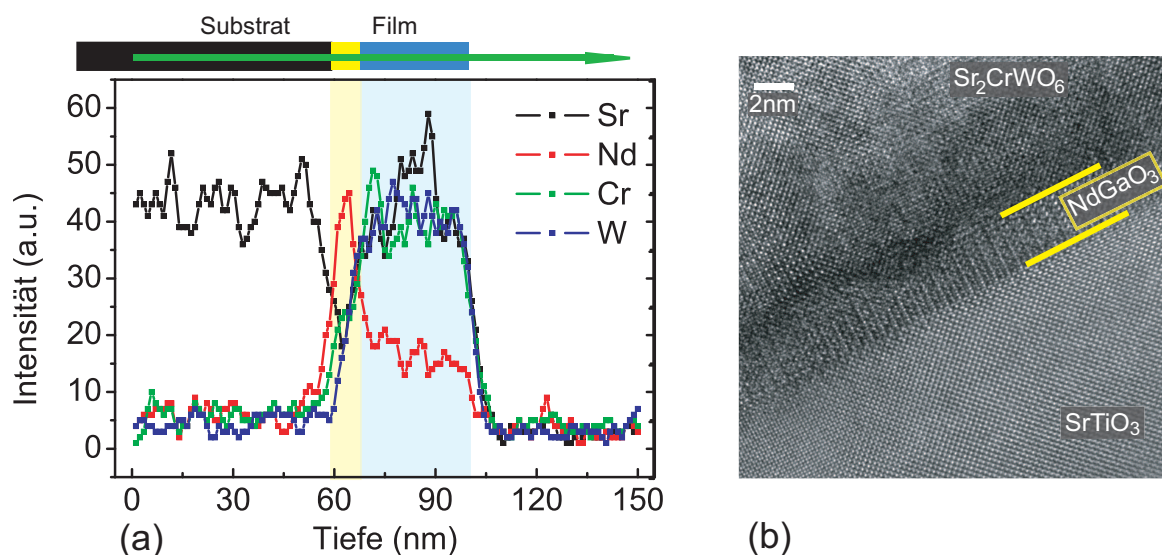 Substrat Film
60
50
40
30
20
10
0
Intensität (a.u.)
Sr
Nd
Cr
W
0 30 60 90 120 150
Tiefe (nm)
(a)
2nm
Sr2CrWO6
NdGaO3
SrTiO3
(b)